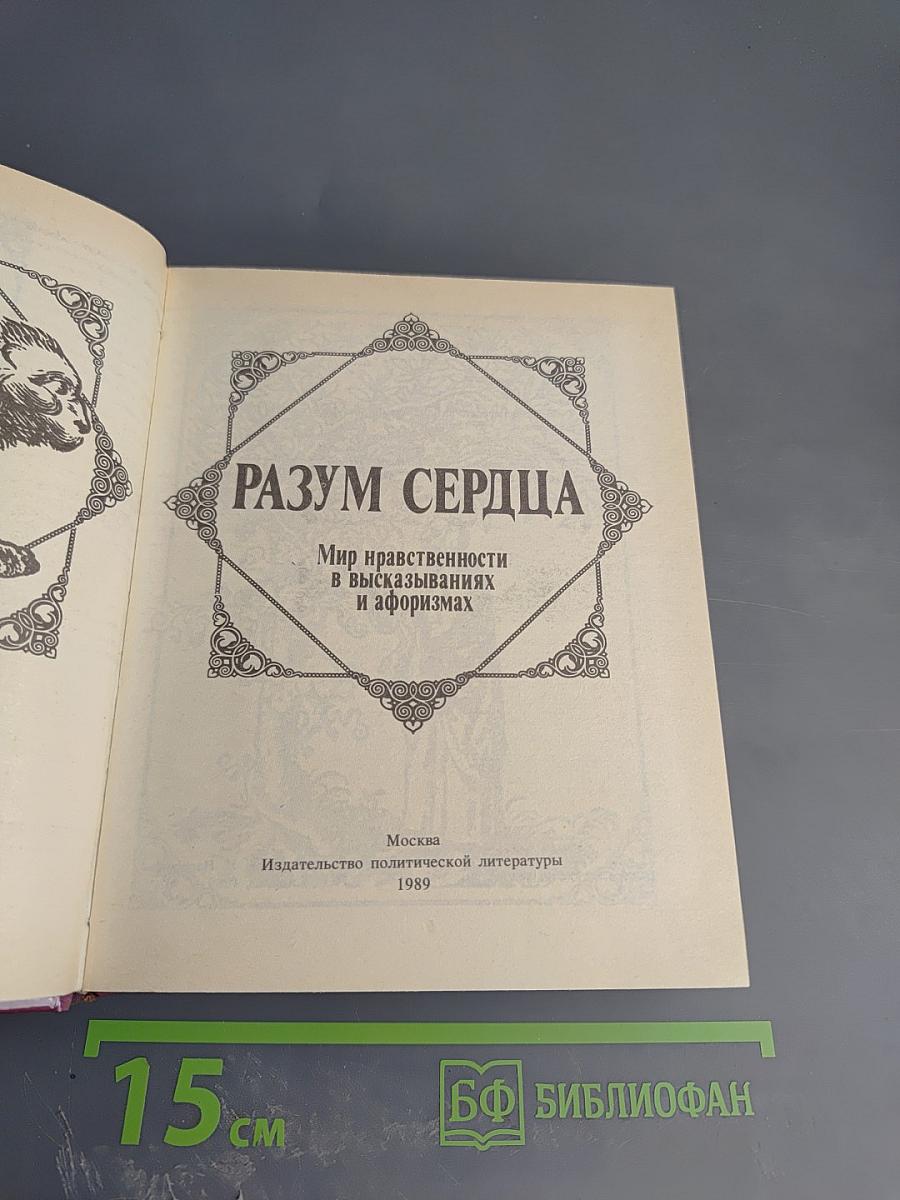 РАЗУМ СЕРДЦА
Мир нравственности
в высказываниях
и афоризмах
Москва
Издательство политической литературы
1989
15 см
БФ БИБЛИОФАН